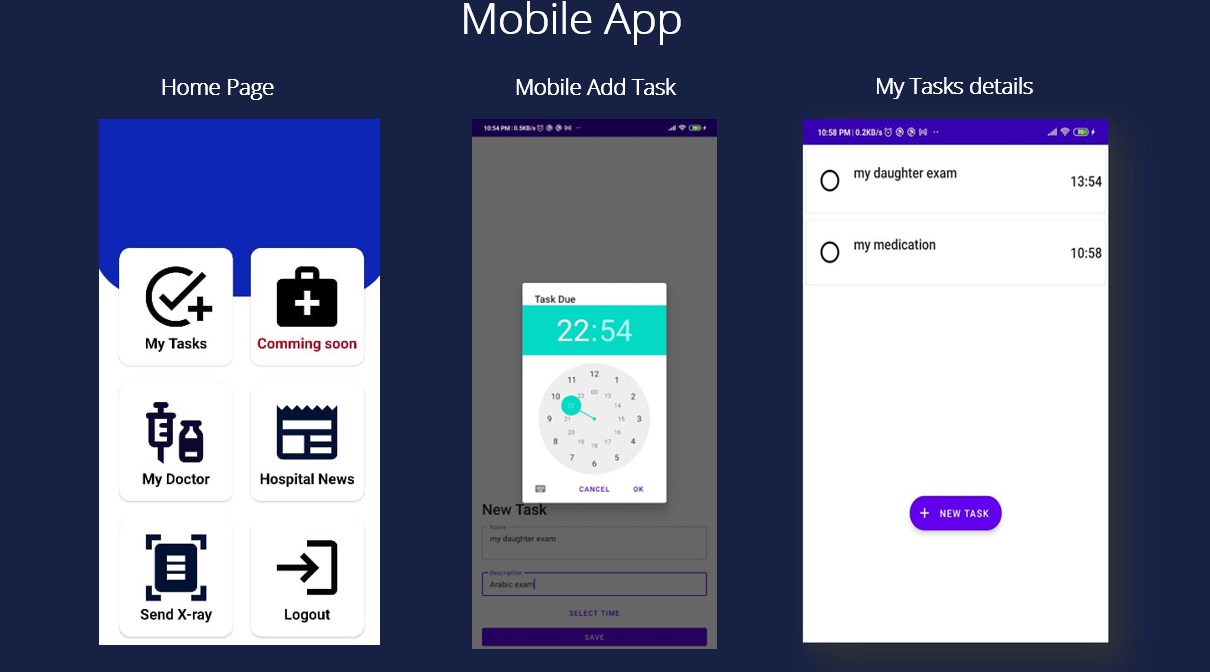 Mobile App
Home Page
Mobile Add Task
My Tasks details
My Tasks
Comming soon
My Doctor
Hospital News
Send X-ray
Logout
10:54 PM | 0.5KB/s
Task Due
22:54
12
11
1
00
23
13
10
2
22
14
9
21
15
3
20
16
8
4
19
17
18
7
5
6
CANCEL
OK
New Task
Name
my daughter exam
Description
Arabic exam
SELECT TIME
SAVE
10:58 PM | 0.2KB/s
my daughter exam
13:54
my medication
10:58
+ NEW TASK